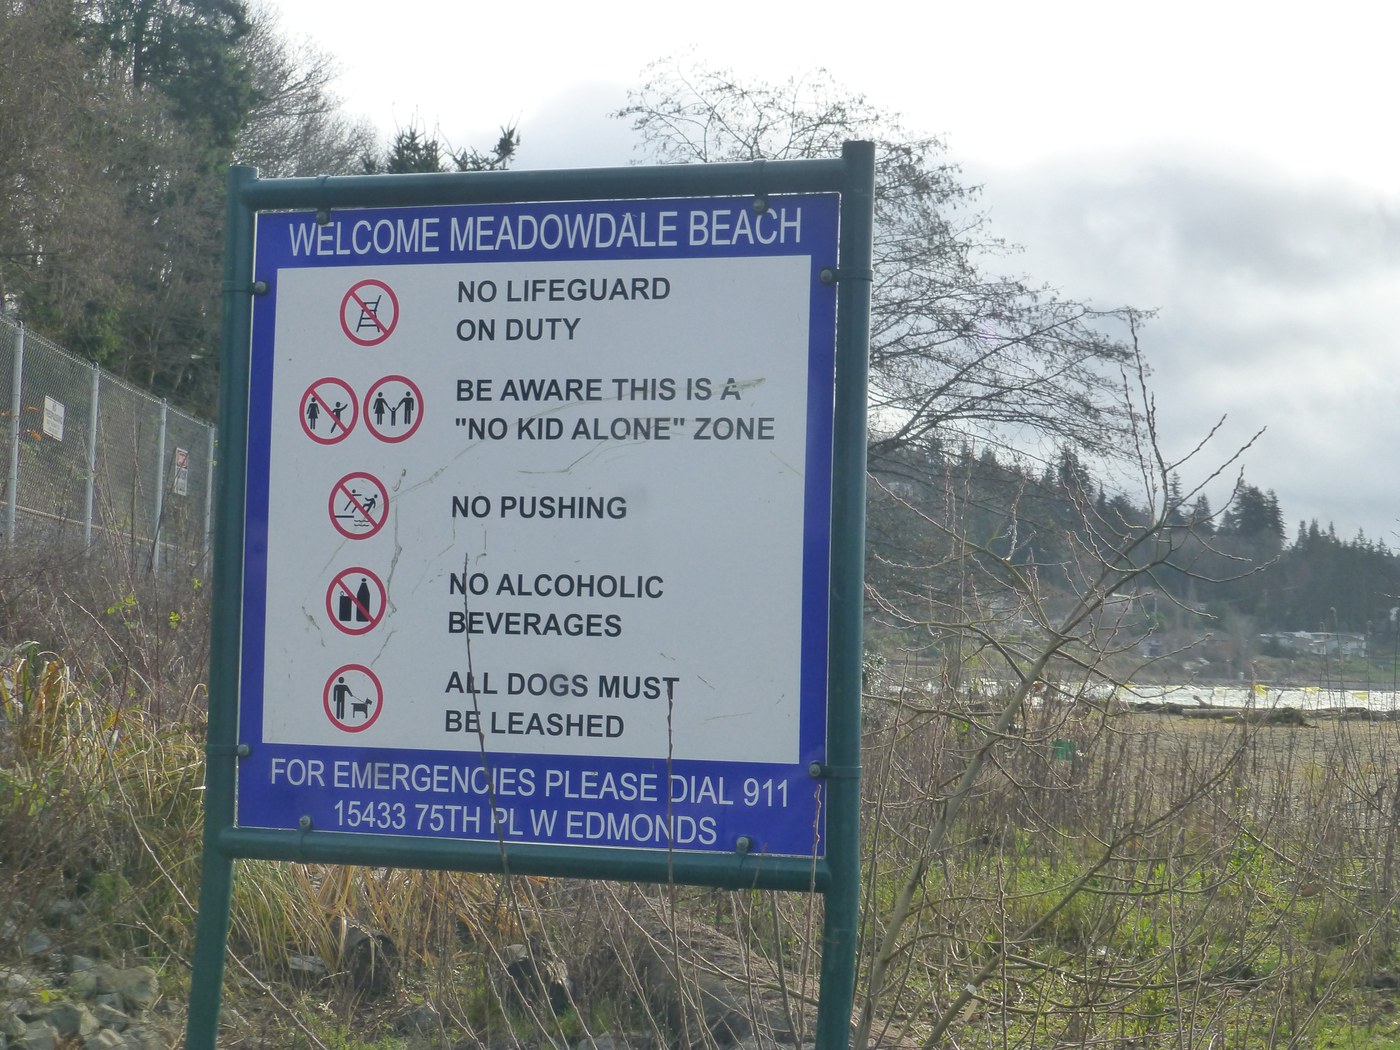 WELCOME MEADOWDALE BEACH
NO LIFEGUARD
ON DUTY
BE AWARE THIS IS A
"NO KID ALONE" ZONE
NO PUSHING
NO ALCOHOLIC
BEVERAGES
ALL DOGS MUST
BE LEASHED
FOR EMERGENCIES PLEASE DIAL 911
15433 75TH PL W EDMONDS